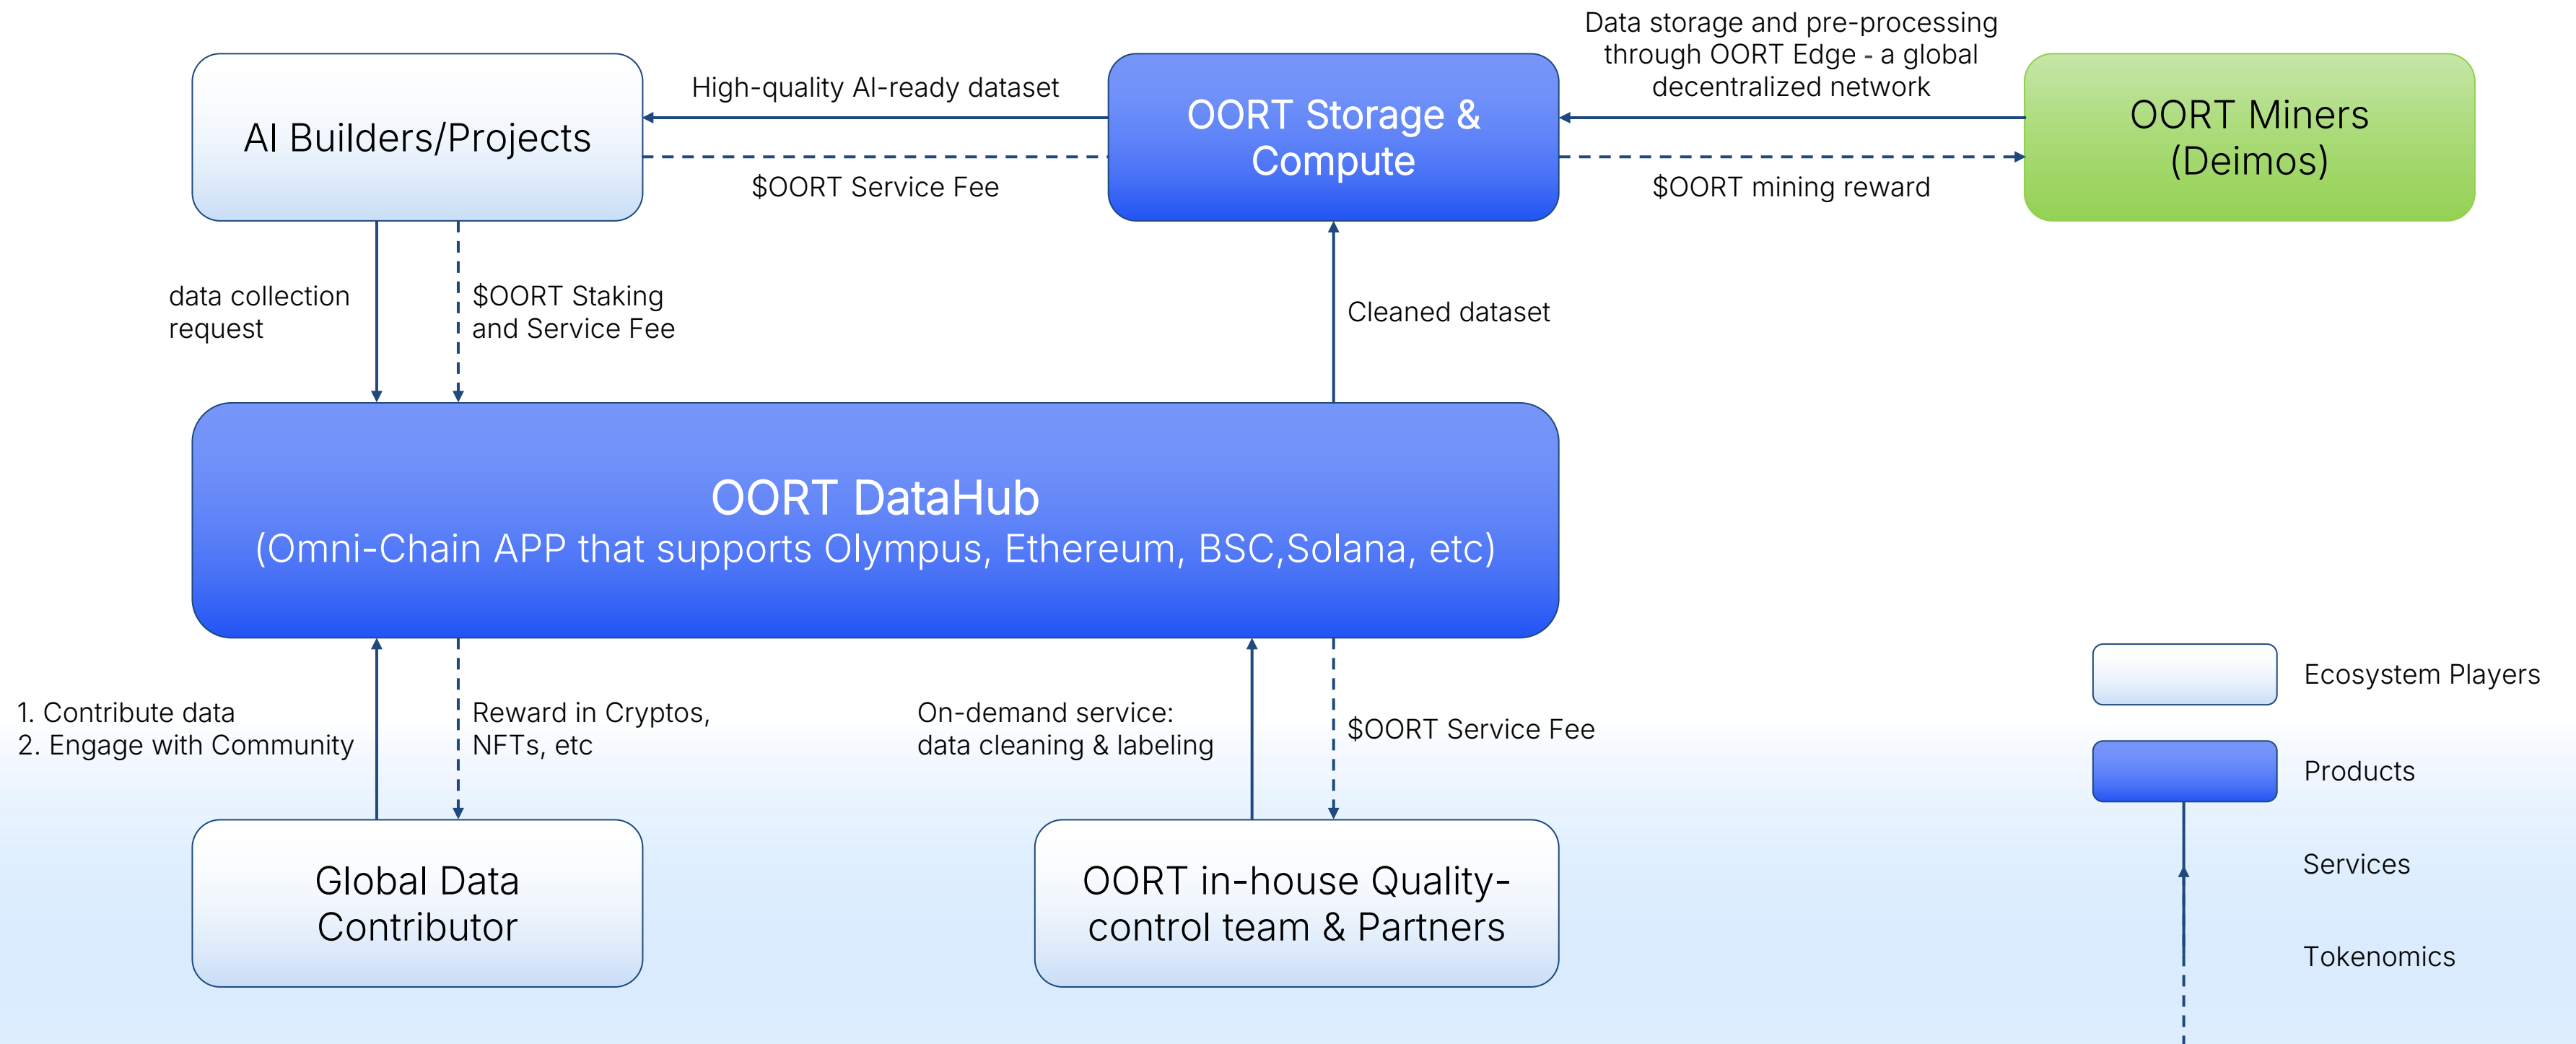 Data storage and pre-processing
through OORT Edge - a global
decentralized network
High-quality AI-ready dataset
AI Builders/Projects
OORT Storage &
Compute
OORT Miners
(Deimos)
$OORT Service Fee
$OORT mining reward
data collection
request
$OORT Staking
and Service Fee
Cleaned dataset
OORT DataHub
(Omni-Chain APP that supports Olympus, Ethereum, BSC,Solana, etc)
1. Contribute data
2. Engage with Community
Reward in Cryptos,
NFTs, etc
On-demand service:
data cleaning & labeling
$OORT Service Fee
Global Data
Contributor
OORT in-house Quality-
control team & Partners
Ecosystem Players
Products
Services
Tokenomics